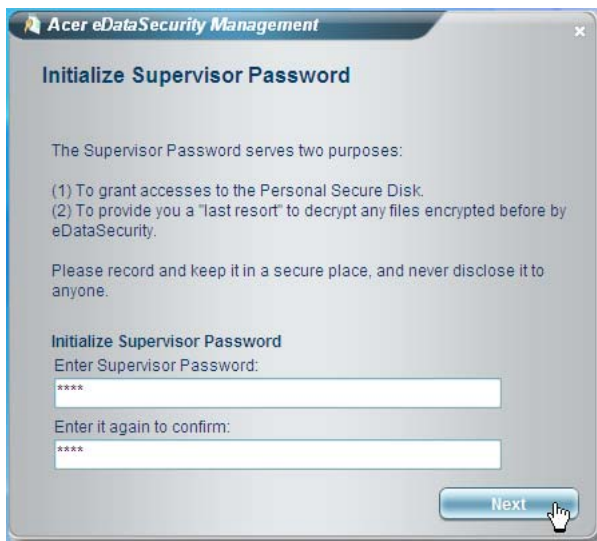 Acer eDataSecurity Management
x
Initialize Supervisor Password
The Supervisor Password serves two purposes:
(1) To grant accesses to the Personal Secure Disk.
(2) To provide you a "last resort" to decrypt any files encrypted before by
eDataSecurity.
Please record and keep it in a secure place, and never disclose it to
anyone.
Initialize Supervisor Password
Enter Supervisor Password:
****
Enter it again to confirm:
****
Next